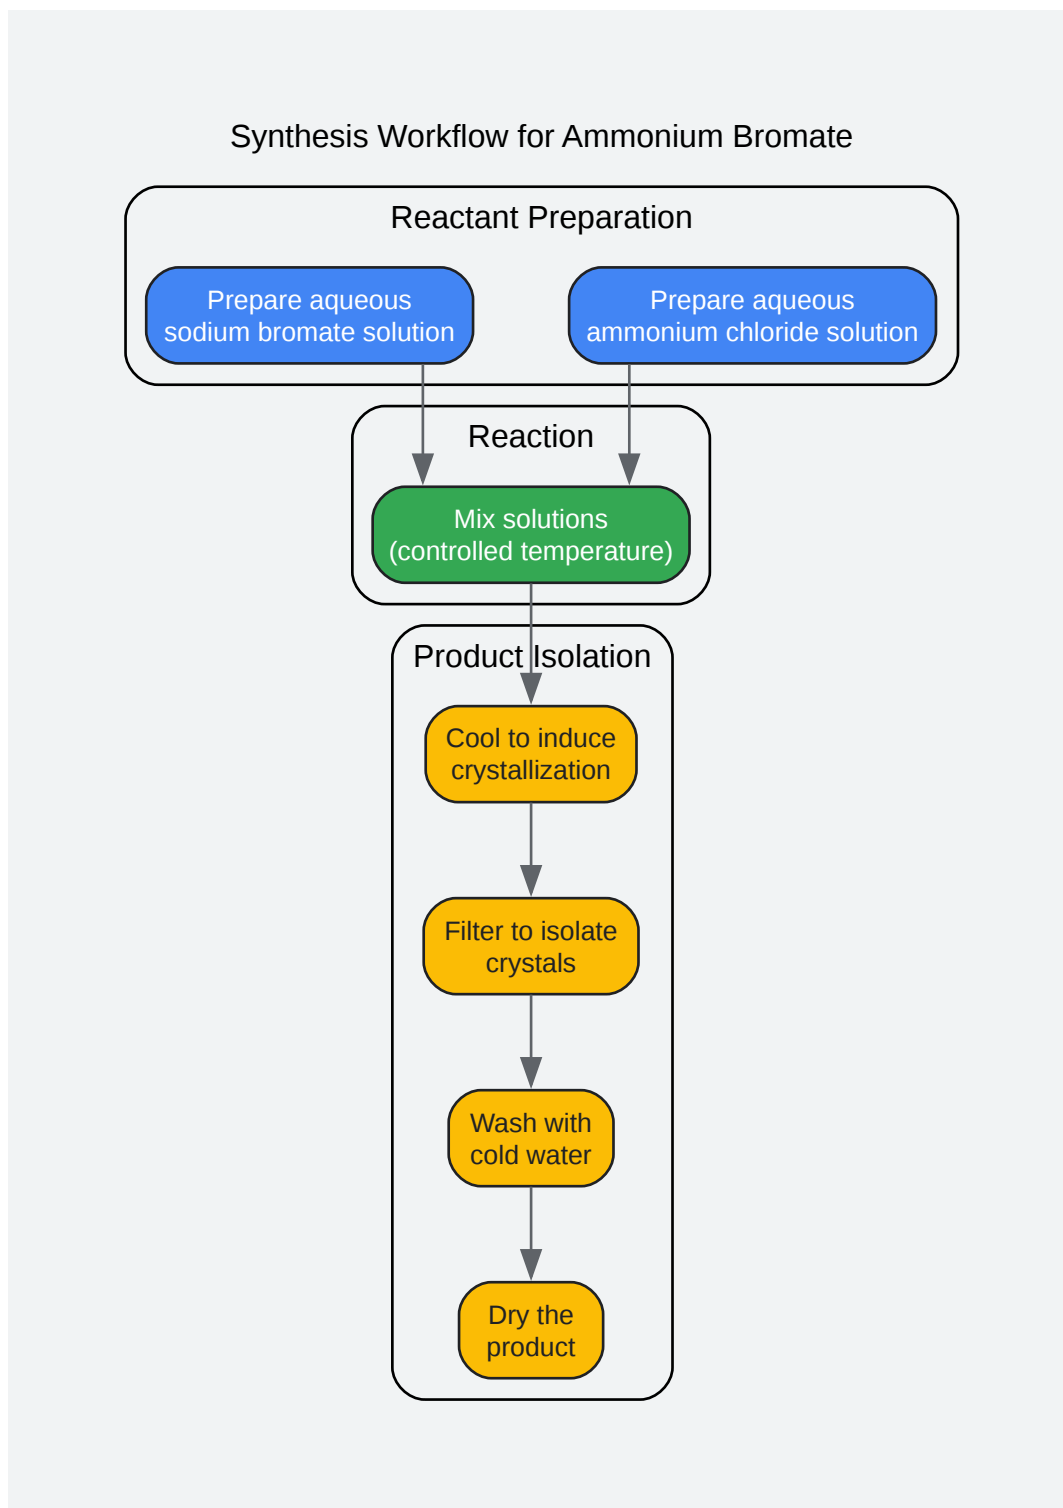 Synthesis Workflow for Ammonium Bromate
Reactant Preparation
Prepare aqueous
sodium bromate solution
Prepare aqueous
ammonium chloride solution
Reaction
Mix solutions
(controlled temperature)
Product Isolation
Cool to induce
crystallization
Filter to isolate
crystals
Wash with
cold water
Dry the
product